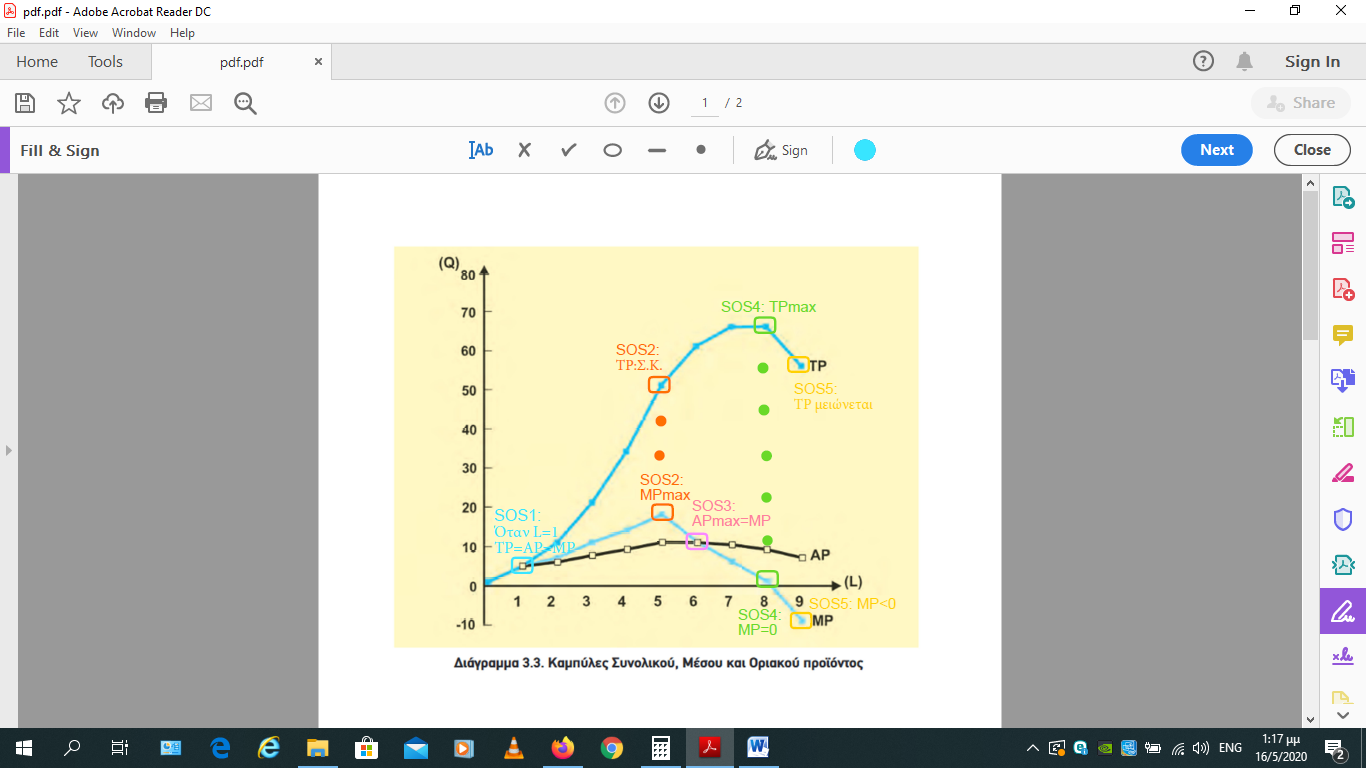 pdf.pdf - Adobe Acrobat Reader DC
File Edit View Window Help
Home Tools pdf.pdf × Sign In
1 / 2 Share
Fill & Sign Ab Sign Next Close
(Q)
80
70
60
50
40
30
20
10
0
-10
SOS4: TPmax
SOS2:
TP:Σ.Κ.
TP
SOS5:
TP μειώνεται
SOS2:
MPmax
SOS3:
APmax=MP
SOS1:
Όταν L=1
TP=AP=MP
AP
(L)
1 2 3 4 5 6 7 8 9
SOS5: MP<0
SOS4:
MP=0
MP
Διάγραμμα 3.3. Καμπύλες Συνολικού, Μέσου και Οριακού προϊόντος
ENG
1:17 μμ
16/5/2020
2